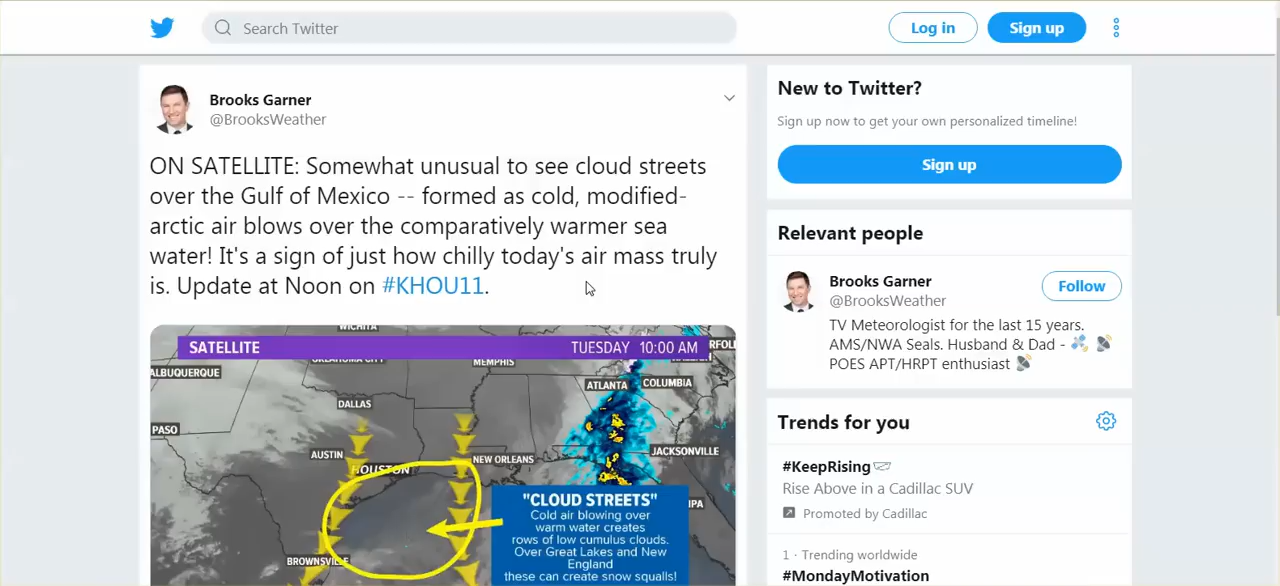 Search Twitter
Log in
Sign up
Brooks Garner
@BrooksWeather
ON SATELLITE: Somewhat unusual to see cloud streets
over the Gulf of Mexico -- formed as cold, modified-
arctic air blows over the comparatively warmer sea
water! It's a sign of just how chilly today's air mass truly
is. Update at Noon on #KHOU11.
WICHITA
SATELLITE
TUESDAY 10:00 AM
OKLAHOMA CITY
MEMPHIS
ALBUQUERQUE
ATLANTA
COLUMBIA
DALLAS
PASO
AUSTIN
HOUSTON
NEW ORLEANS
JACKSONVILLE
"CLOUD STREETS"
Cold air blowing over
warm water creates
rows of low cumulus clouds.
Over Great Lakes and New
England
these can create snow squalls!
BROWNSVILLE
New to Twitter?
Sign up now to get your own personalized timeline!
Sign up
Relevant people
Brooks Garner
@BrooksWeather
Follow
TV Meteorologist for the last 15 years.
AMS/NWA Seals. Husband & Dad - 🛰️ 📡
POES APT/HRPT enthusiast 📡
Trends for you
#KeepRising
Rise Above in a Cadillac SUV
Promoted by Cadillac
1 · Trending worldwide
#MondayMotivation